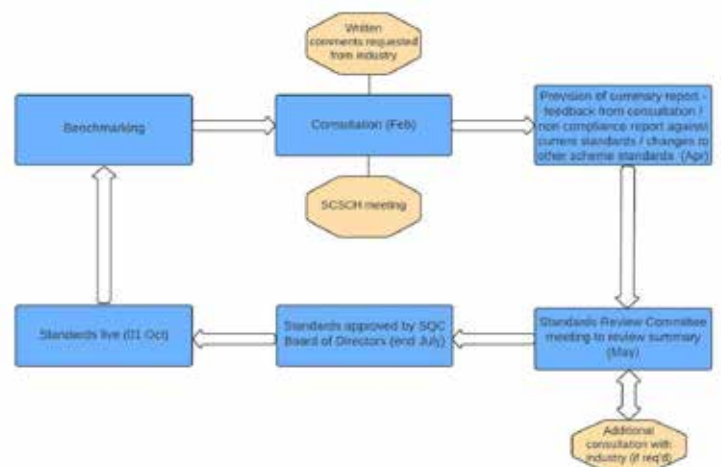 Written
comments requested
from industry
Benchmarking
Consultation (Feb)
Provision of summary report -
feedback from consultation /
non compliance report against
current standards / changes to
other scheme standards (Apr)
SCSOH meeting
Standards live (01 Oct)
Standards approved by SQC
Board of Directors (end July)
Standards Review Committee
meeting to review summary
(May)
Additional
consultation with
industry (if req'd)